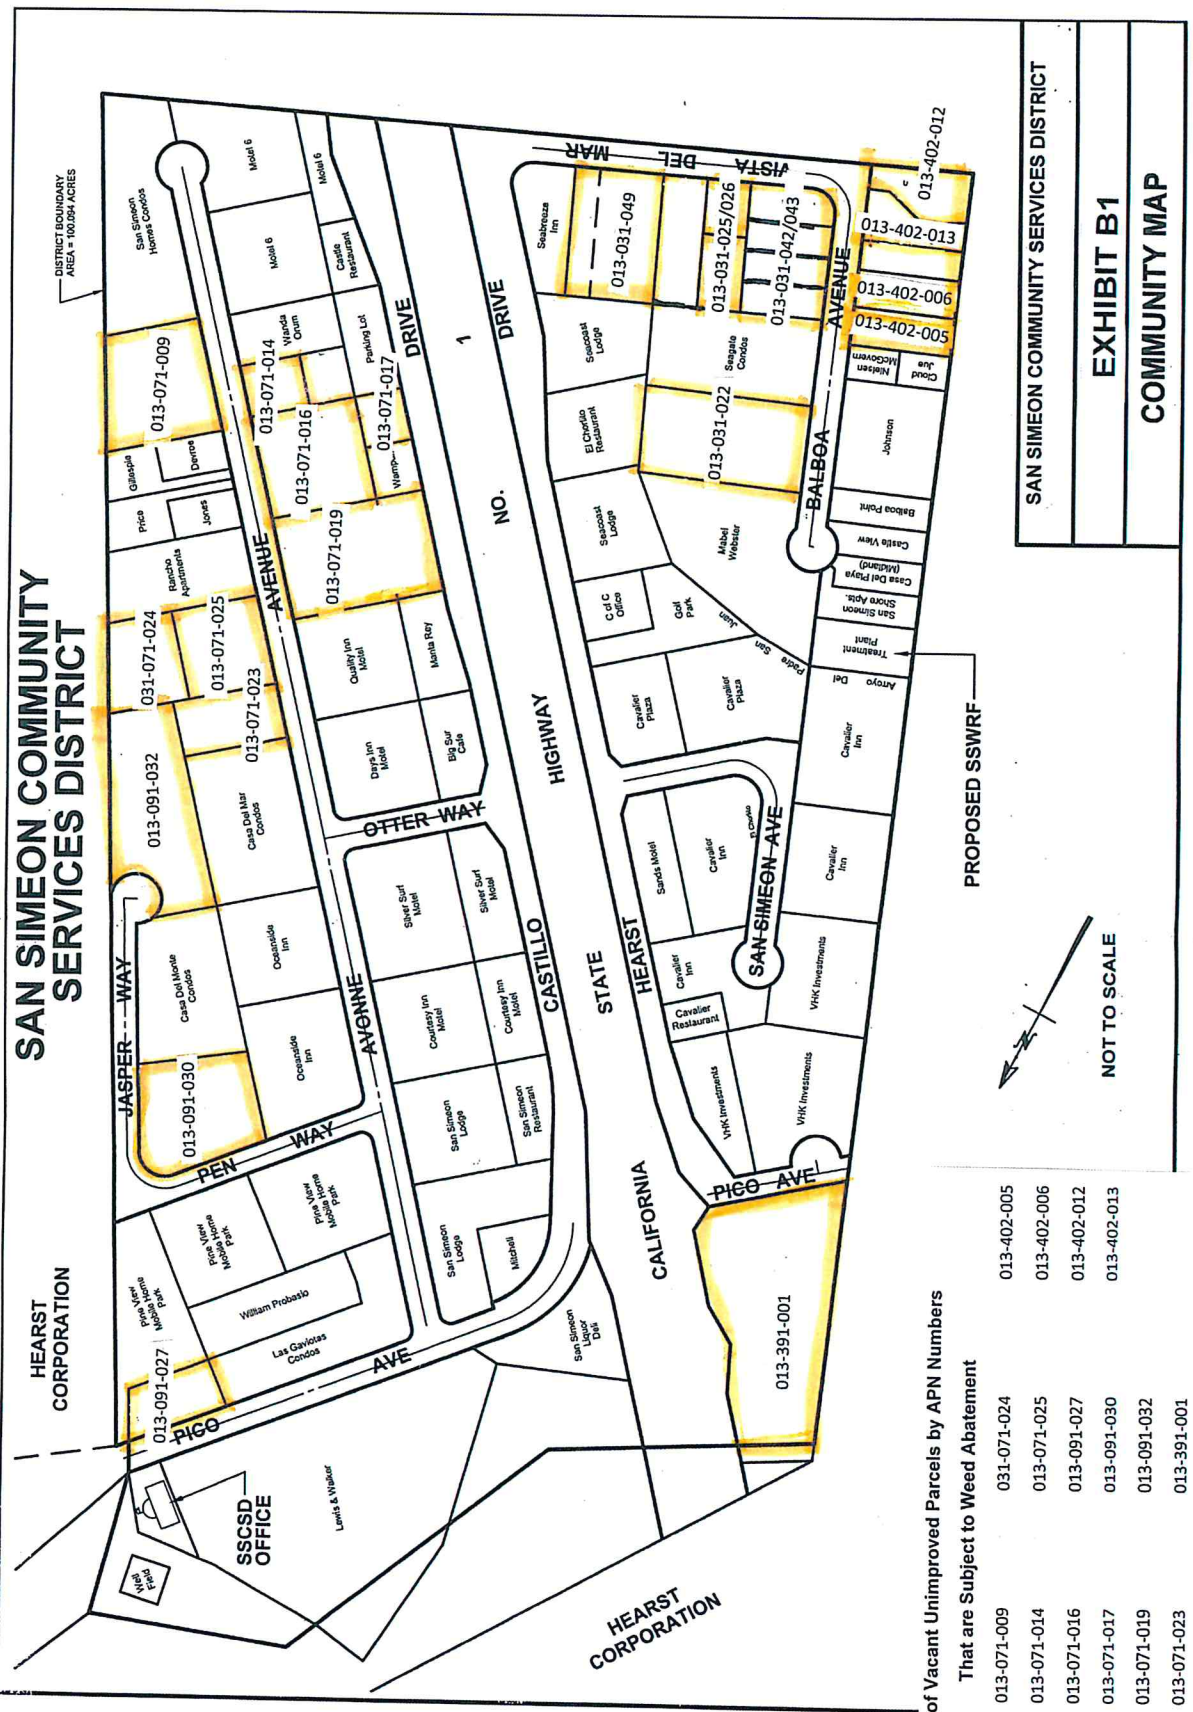 SAN SIMEON COMMUNITY
SERVICES DISTRICT
HEARST
CORPORATION
DISTRICT BOUNDARY
AREA = 100.094 ACRES
San Simeon
Homes Condos
Motel 6
Motel 6
Motel 6
Castle
Restaurant
Wanda
Orum
Parking Lot
013-071-009
013-071-014
013-071-016
013-071-017
013-071-019
Gillespie
Devroe
Price
Jones
Rancho
Apartments
AVENUE
031-071-024
013-071-025
013-071-023
013-091-032
Casa Del Mar
Condos
Quality Inn
Motel
Manta Rey
Days Inn
Motel
Big Sur
Cafe
OTTER WAY
JASPER WAY
Casa Del Monte
Condos
Oceanside
Inn
Oceanside
Inn
013-091-030
AVONNE
Silver Surf
Motel
Silver Surf
Motel
Courtesy Inn
Motel
Courtesy Inn
Motel
San Simeon
Lodge
San Simeon
Restaurant
PEN WAY
Pine View
Mobile Home
Park
Pine View
Mobile Home
Park
Pine View
Mobile Home
Park
William Probasio
Las Gaviotas
Condos
013-091-027
PICO AVE
San Simeon
Lodge
Mitchell
San Simeon
Liquor
Deli
Well
Field
SSCSD
OFFICE
Lewis & Walker
HEARST
CORPORATION
CASTILLO
DRIVE
CALIFORNIA
STATE
HIGHWAY
NO.
1
HEARST
DRIVE
VISTA DEL MAR
Seabreeze
Inn
013-031-049
013-031-025/026
013-031-042/043
Seacoast
Lodge
Seagate
Condos
El Chorlito
Restaurant
013-031-022
Seacoast
Lodge
Mabel
Webster
C of C
Office
Golf
Park
Padre San Juan
Cavalier
Plaza
Cavalier
Plaza
BALBOA AVENUE
013-402-012
013-402-013
013-402-006
013-402-005
Nielsen
McGovern
Cloud
Jue
Johnson
Balboa Point
Castle View
Casa Del Playa
(Midland)
San Simeon
Shore Apts.
Treatment
Plant
Arroyo Del
PROPOSED SSWRF
Cavalier
Inn
Cavalier
Inn
Sands Motel
Cavalier
Inn
SAN SIMEON AVE
Cavalier
Inn
Cavalier
Restaurant
VHK Investments
VHK Investments
VHK Investments
PICO AVE
013-391-001
N
NOT TO SCALE
SAN SIMEON COMMUNITY SERVICES DISTRICT
EXHIBIT B1
COMMUNITY MAP
of Vacant Unimproved Parcels by APN Numbers
That are Subject to Weed Abatement
013-071-009 031-071-024 013-402-005
013-071-014 013-071-025 013-402-006
013-071-016 013-091-027 013-402-012
013-071-017 013-091-030 013-402-013
013-071-019 013-091-032
013-071-023 013-391-001